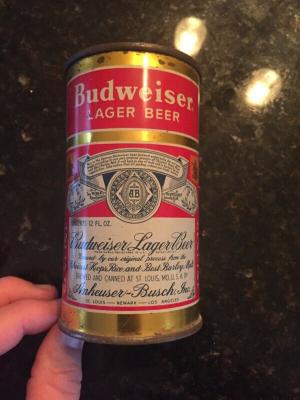 Budweiser
LAGER BEER
AB
CONTENTS 12 FL. OZ.
Budweiser Lager Beer
Brewed by our original process from the
Choicest Hops, Rice and Best Barley Malt
BREWED AND CANNED AT ST. LOUIS, MO., U.S.A. BY
Anheuser-Busch, Inc.
ST. LOUIS — NEWARK — LOS ANGELES